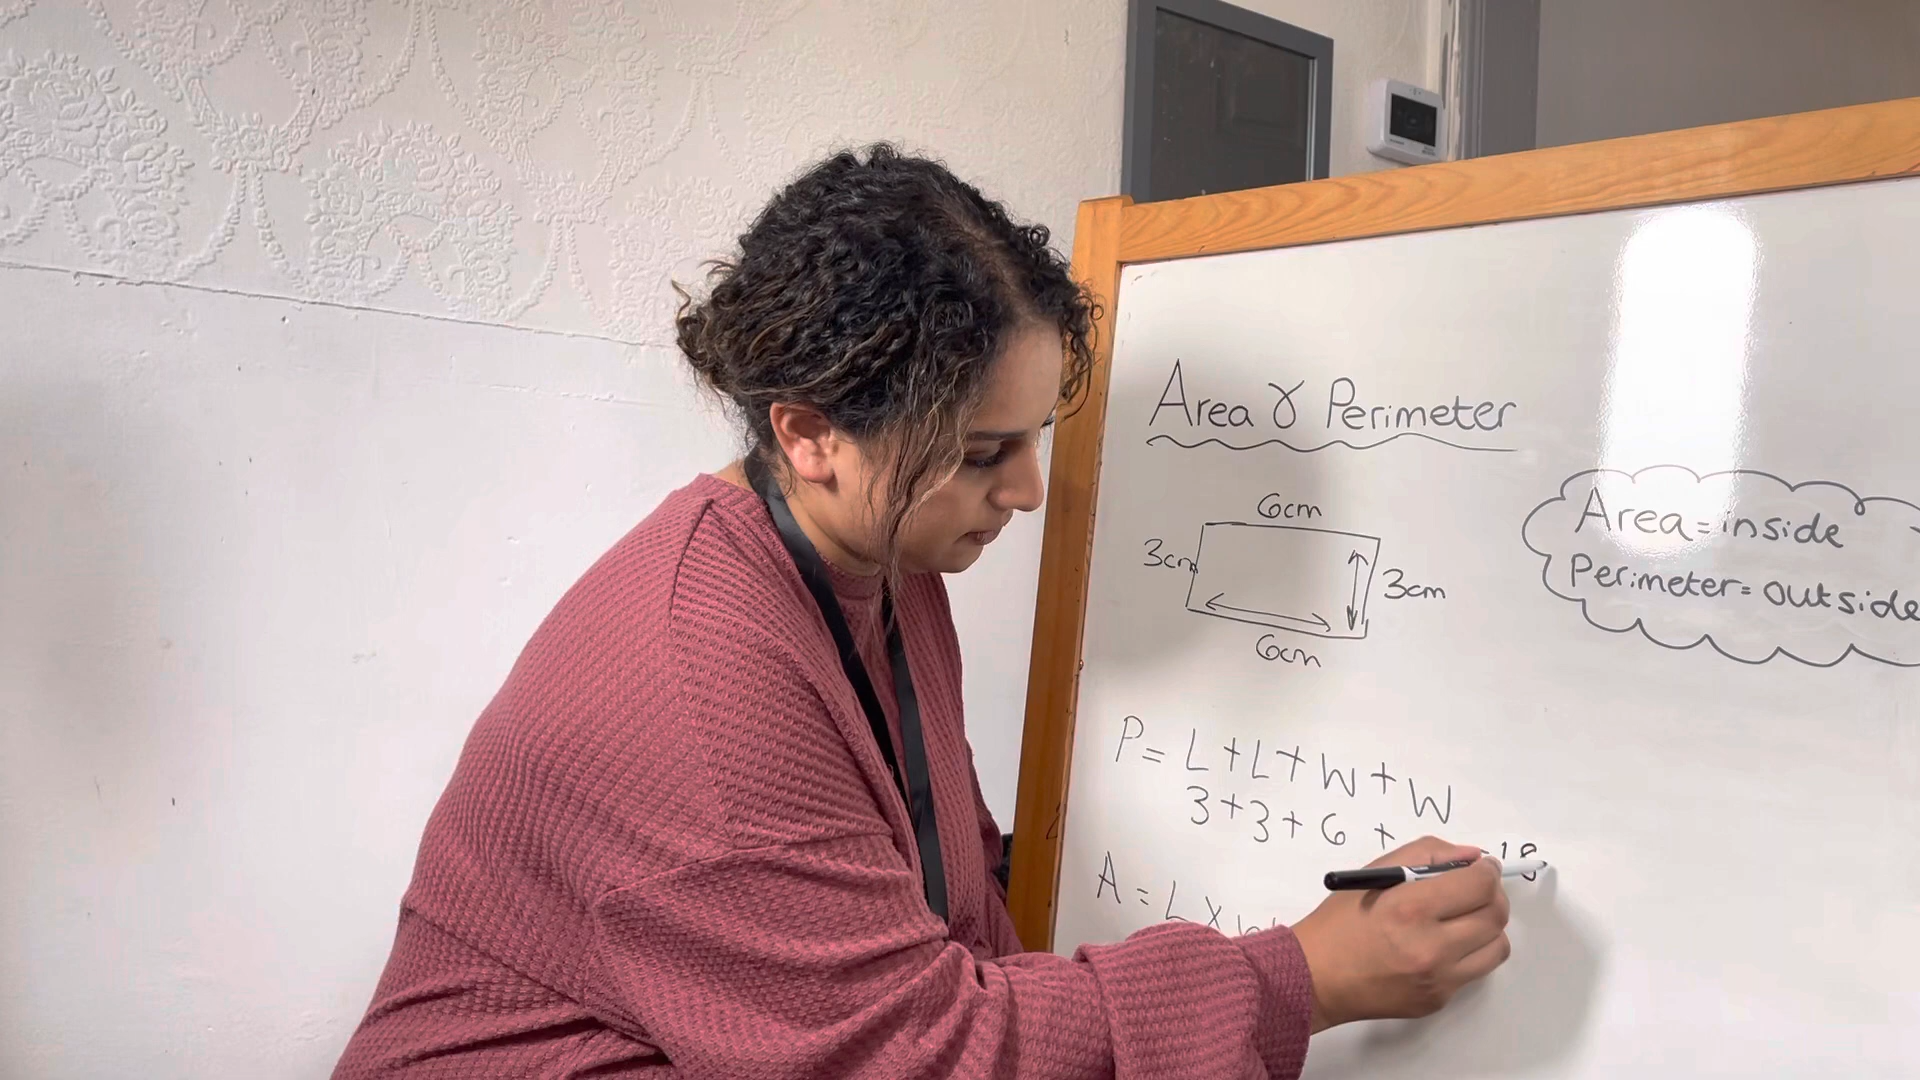 Area & Perimeter
6cm
3cm
3cm
6cm
Area = inside
Perimeter = outside
P = L + L + W + W
3 + 3 + 6 + = 18
A = L X W